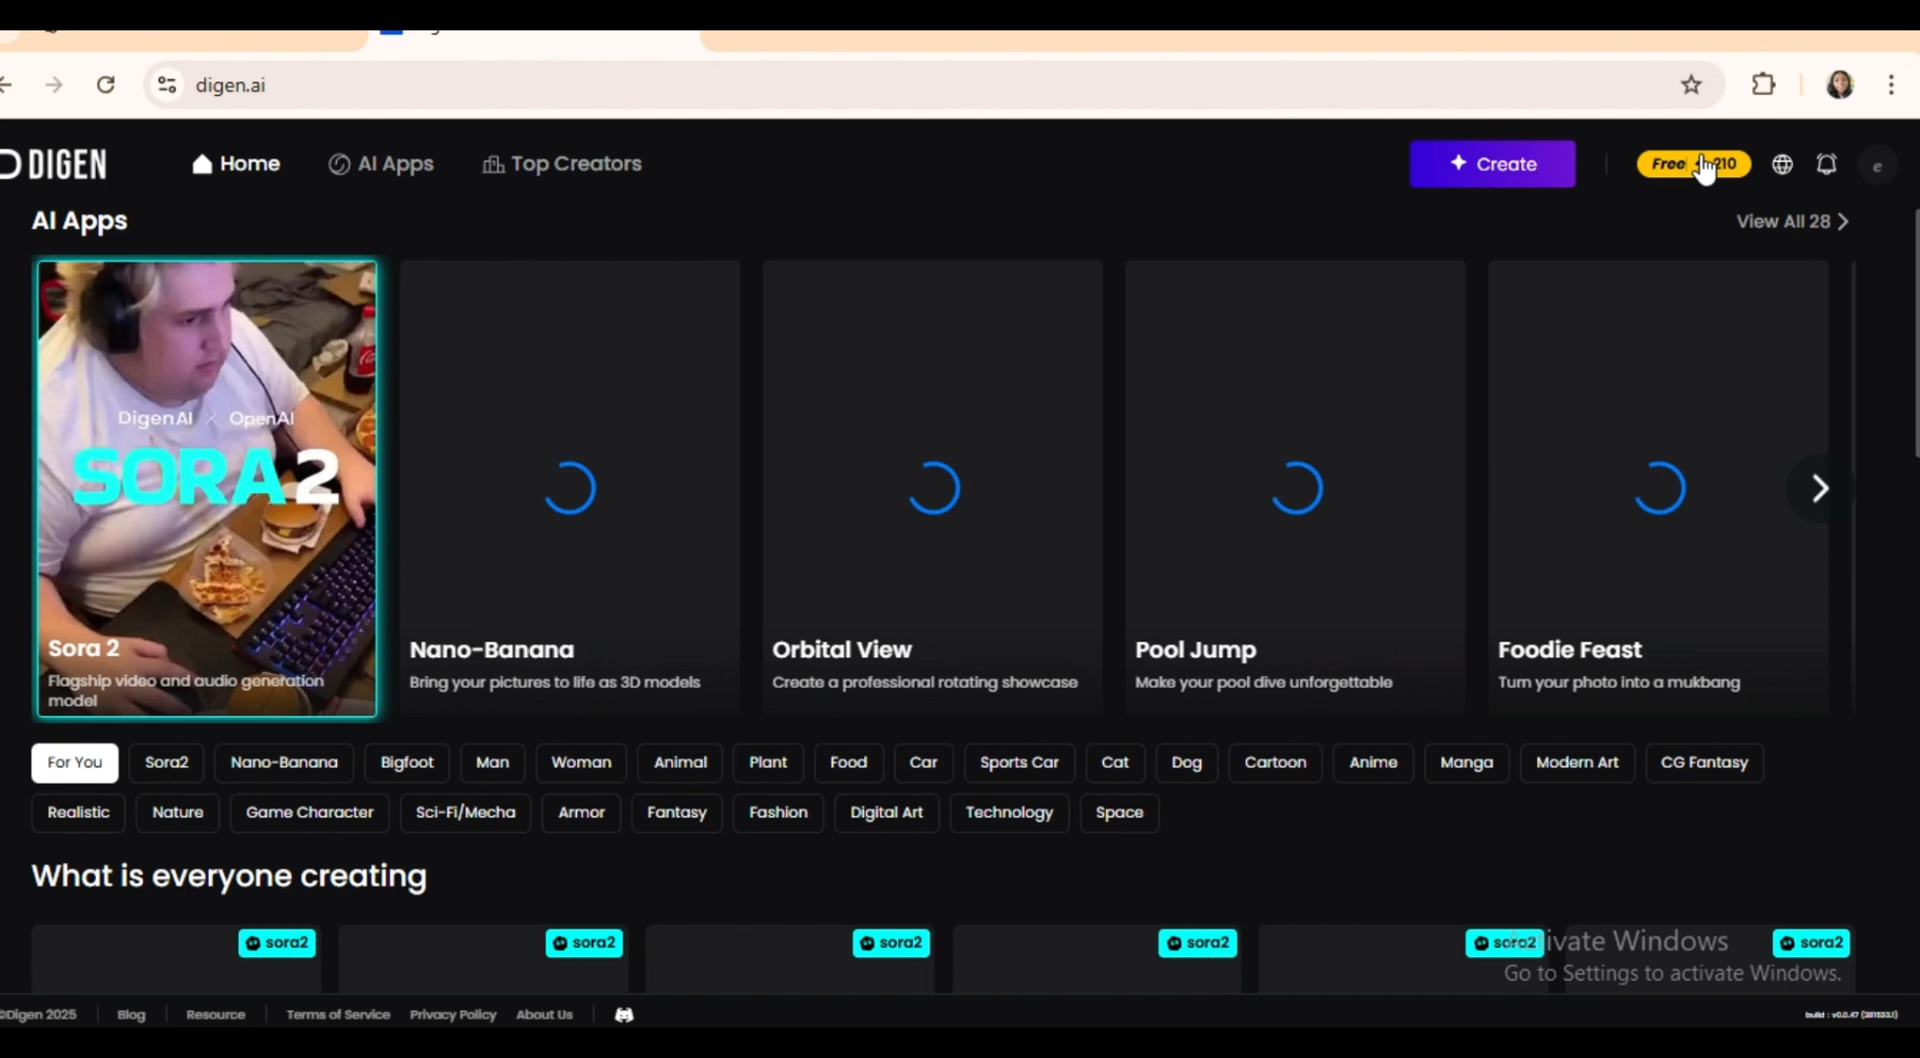 digen.ai
DIGEN
Home
AI Apps
Top Creators
Create
Free
210
e
AI Apps
View All 28
DigenAI × OpenAI
SORA 2
Sora 2
Flagship video and audio generation
model
Nano-Banana
Bring your pictures to life as 3D models
Orbital View
Create a professional rotating showcase
Pool Jump
Make your pool dive unforgettable
Foodie Feast
Turn your photo into a mukbang
For You
Sora2
Nano-Banana
Bigfoot
Man
Woman
Animal
Plant
Food
Car
Sports Car
Cat
Dog
Cartoon
Anime
Manga
Modern Art
CG Fantasy
Realistic
Nature
Game Character
Sci-Fi/Mecha
Armor
Fantasy
Fashion
Digital Art
Technology
Space
What is everyone creating
sora2
sora2
sora2
sora2
sora2
sora2
Activate Windows
Go to Settings to activate Windows.
©Digen 2025
Blog
Resource
Terms of Service
Privacy Policy
About Us